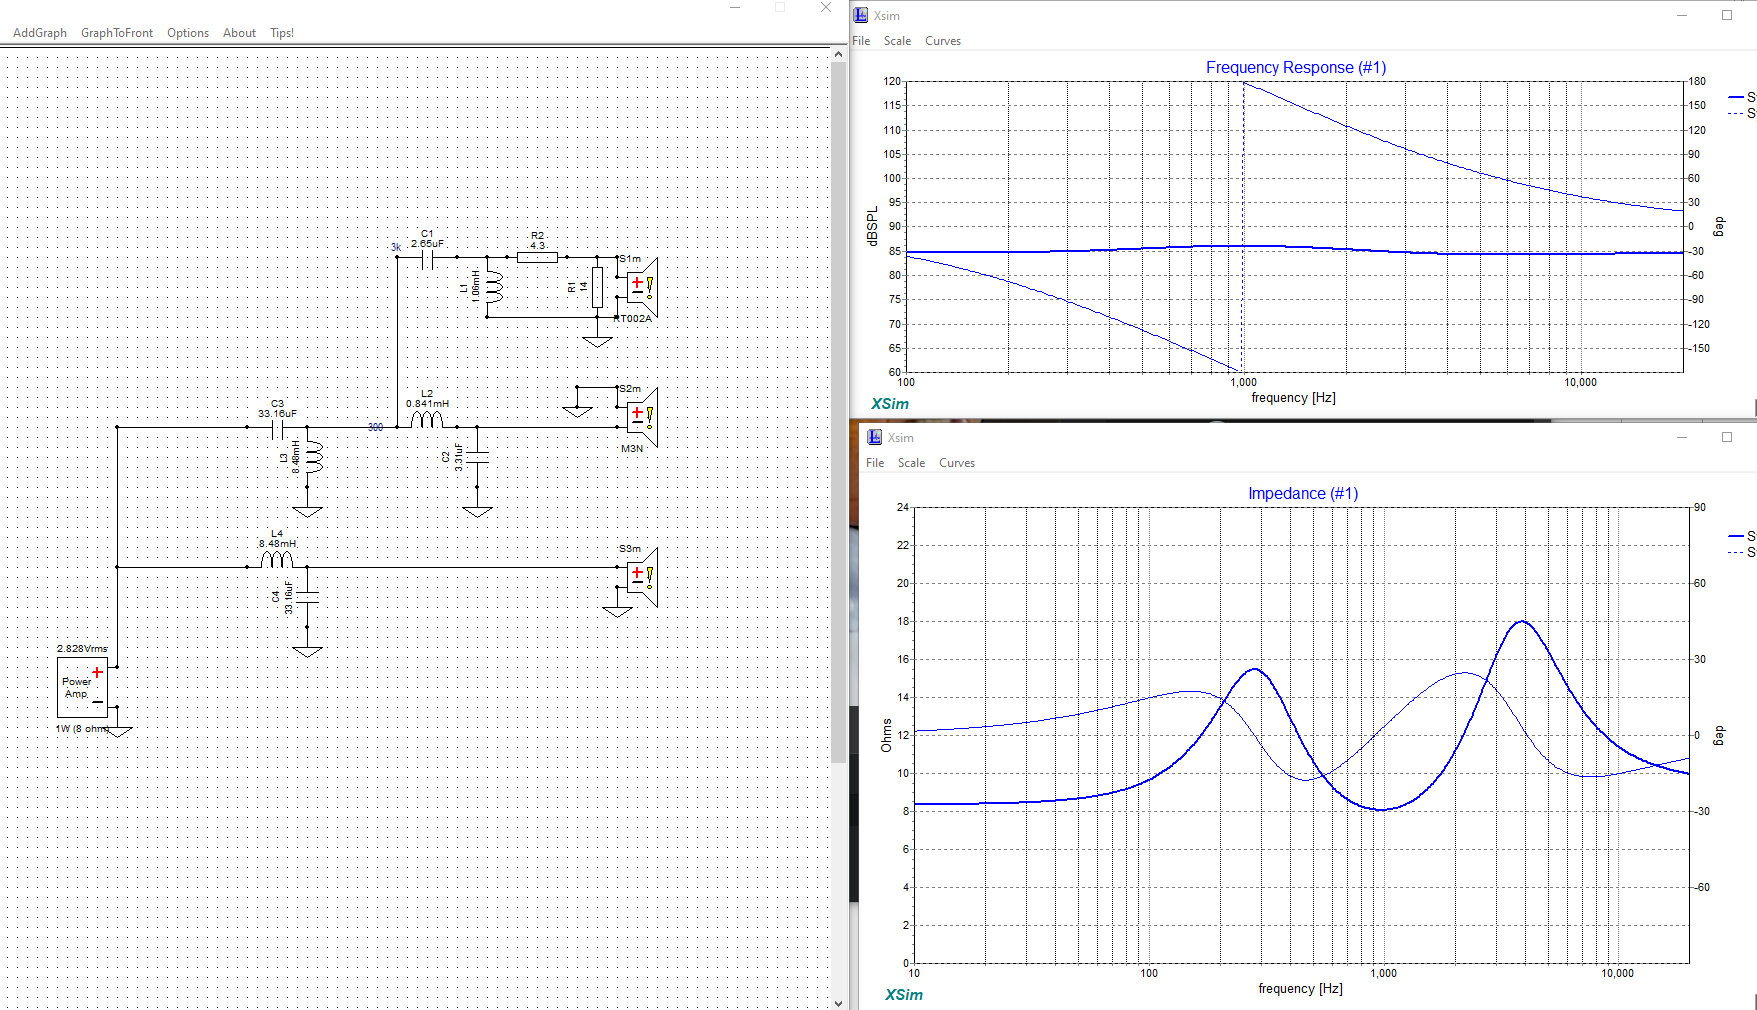 AddGraph GraphToFront Options About Tips!
C1
3k 2.65uF
R2
4.3
S1m
L1
1.06mH
R1
14
RT002A
C3
33.16uF
L2
0.841mH
S2m
300
L3
8.48mH
C2
3.31uF
M3N
L4
8.48mH
S3m
C4
33.16uF
2.828Vrms
Power
Amp
1W (8 ohm)
Xsim
File Scale Curves
Frequency Response (#1)
120
115
110
105
100
95
90
85
80
75
70
65
60
dBSPL
180
150
120
90
60
30
0
-30
-60
-90
-120
-150
deg
100 1,000 10,000
frequency [Hz]
XSim
Xsim
File Scale Curves
Impedance (#1)
24
22
20
18
16
14
12
10
8
6
4
2
0
Ohms
90
60
30
0
-30
-60
deg
10 100 1,000 10,000
frequency [Hz]
XSim